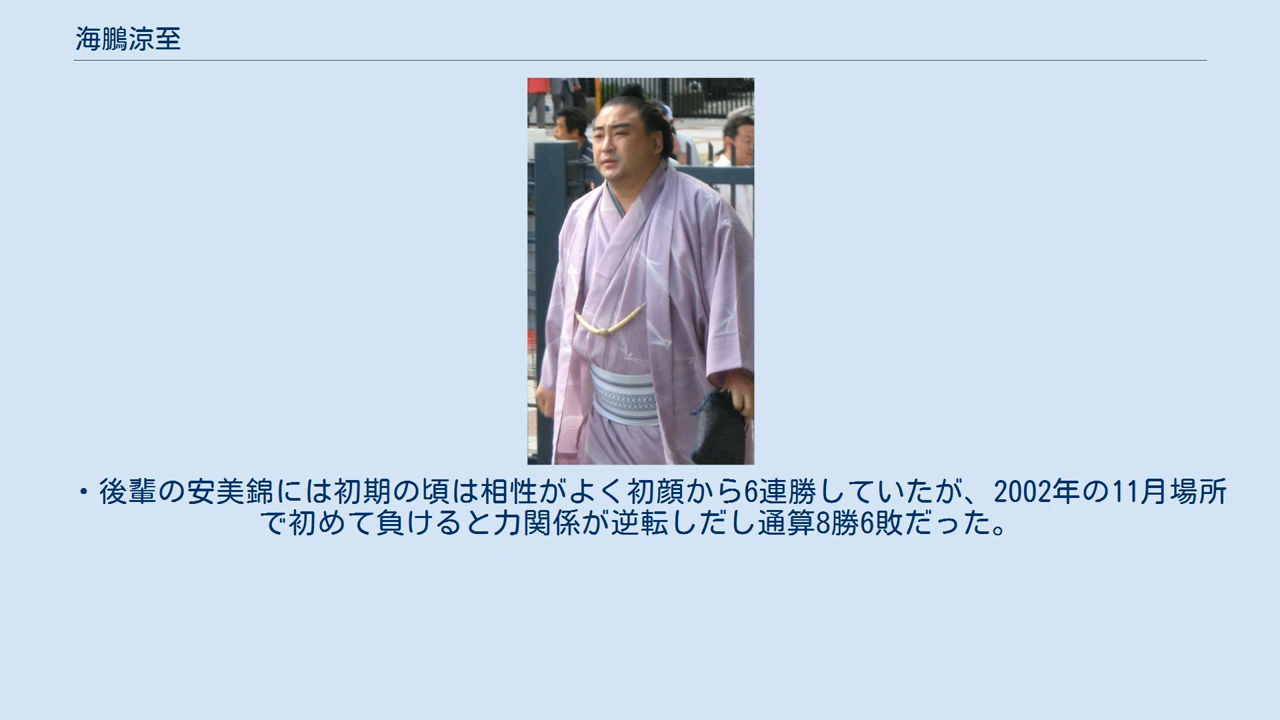 海鵬涼至
・後輩の安美錦には初期の頃は相性がよく初顔から6連勝していたが、2002年の11月場所
で初めて負けると力関係が逆転しだし通算8勝6敗だった。